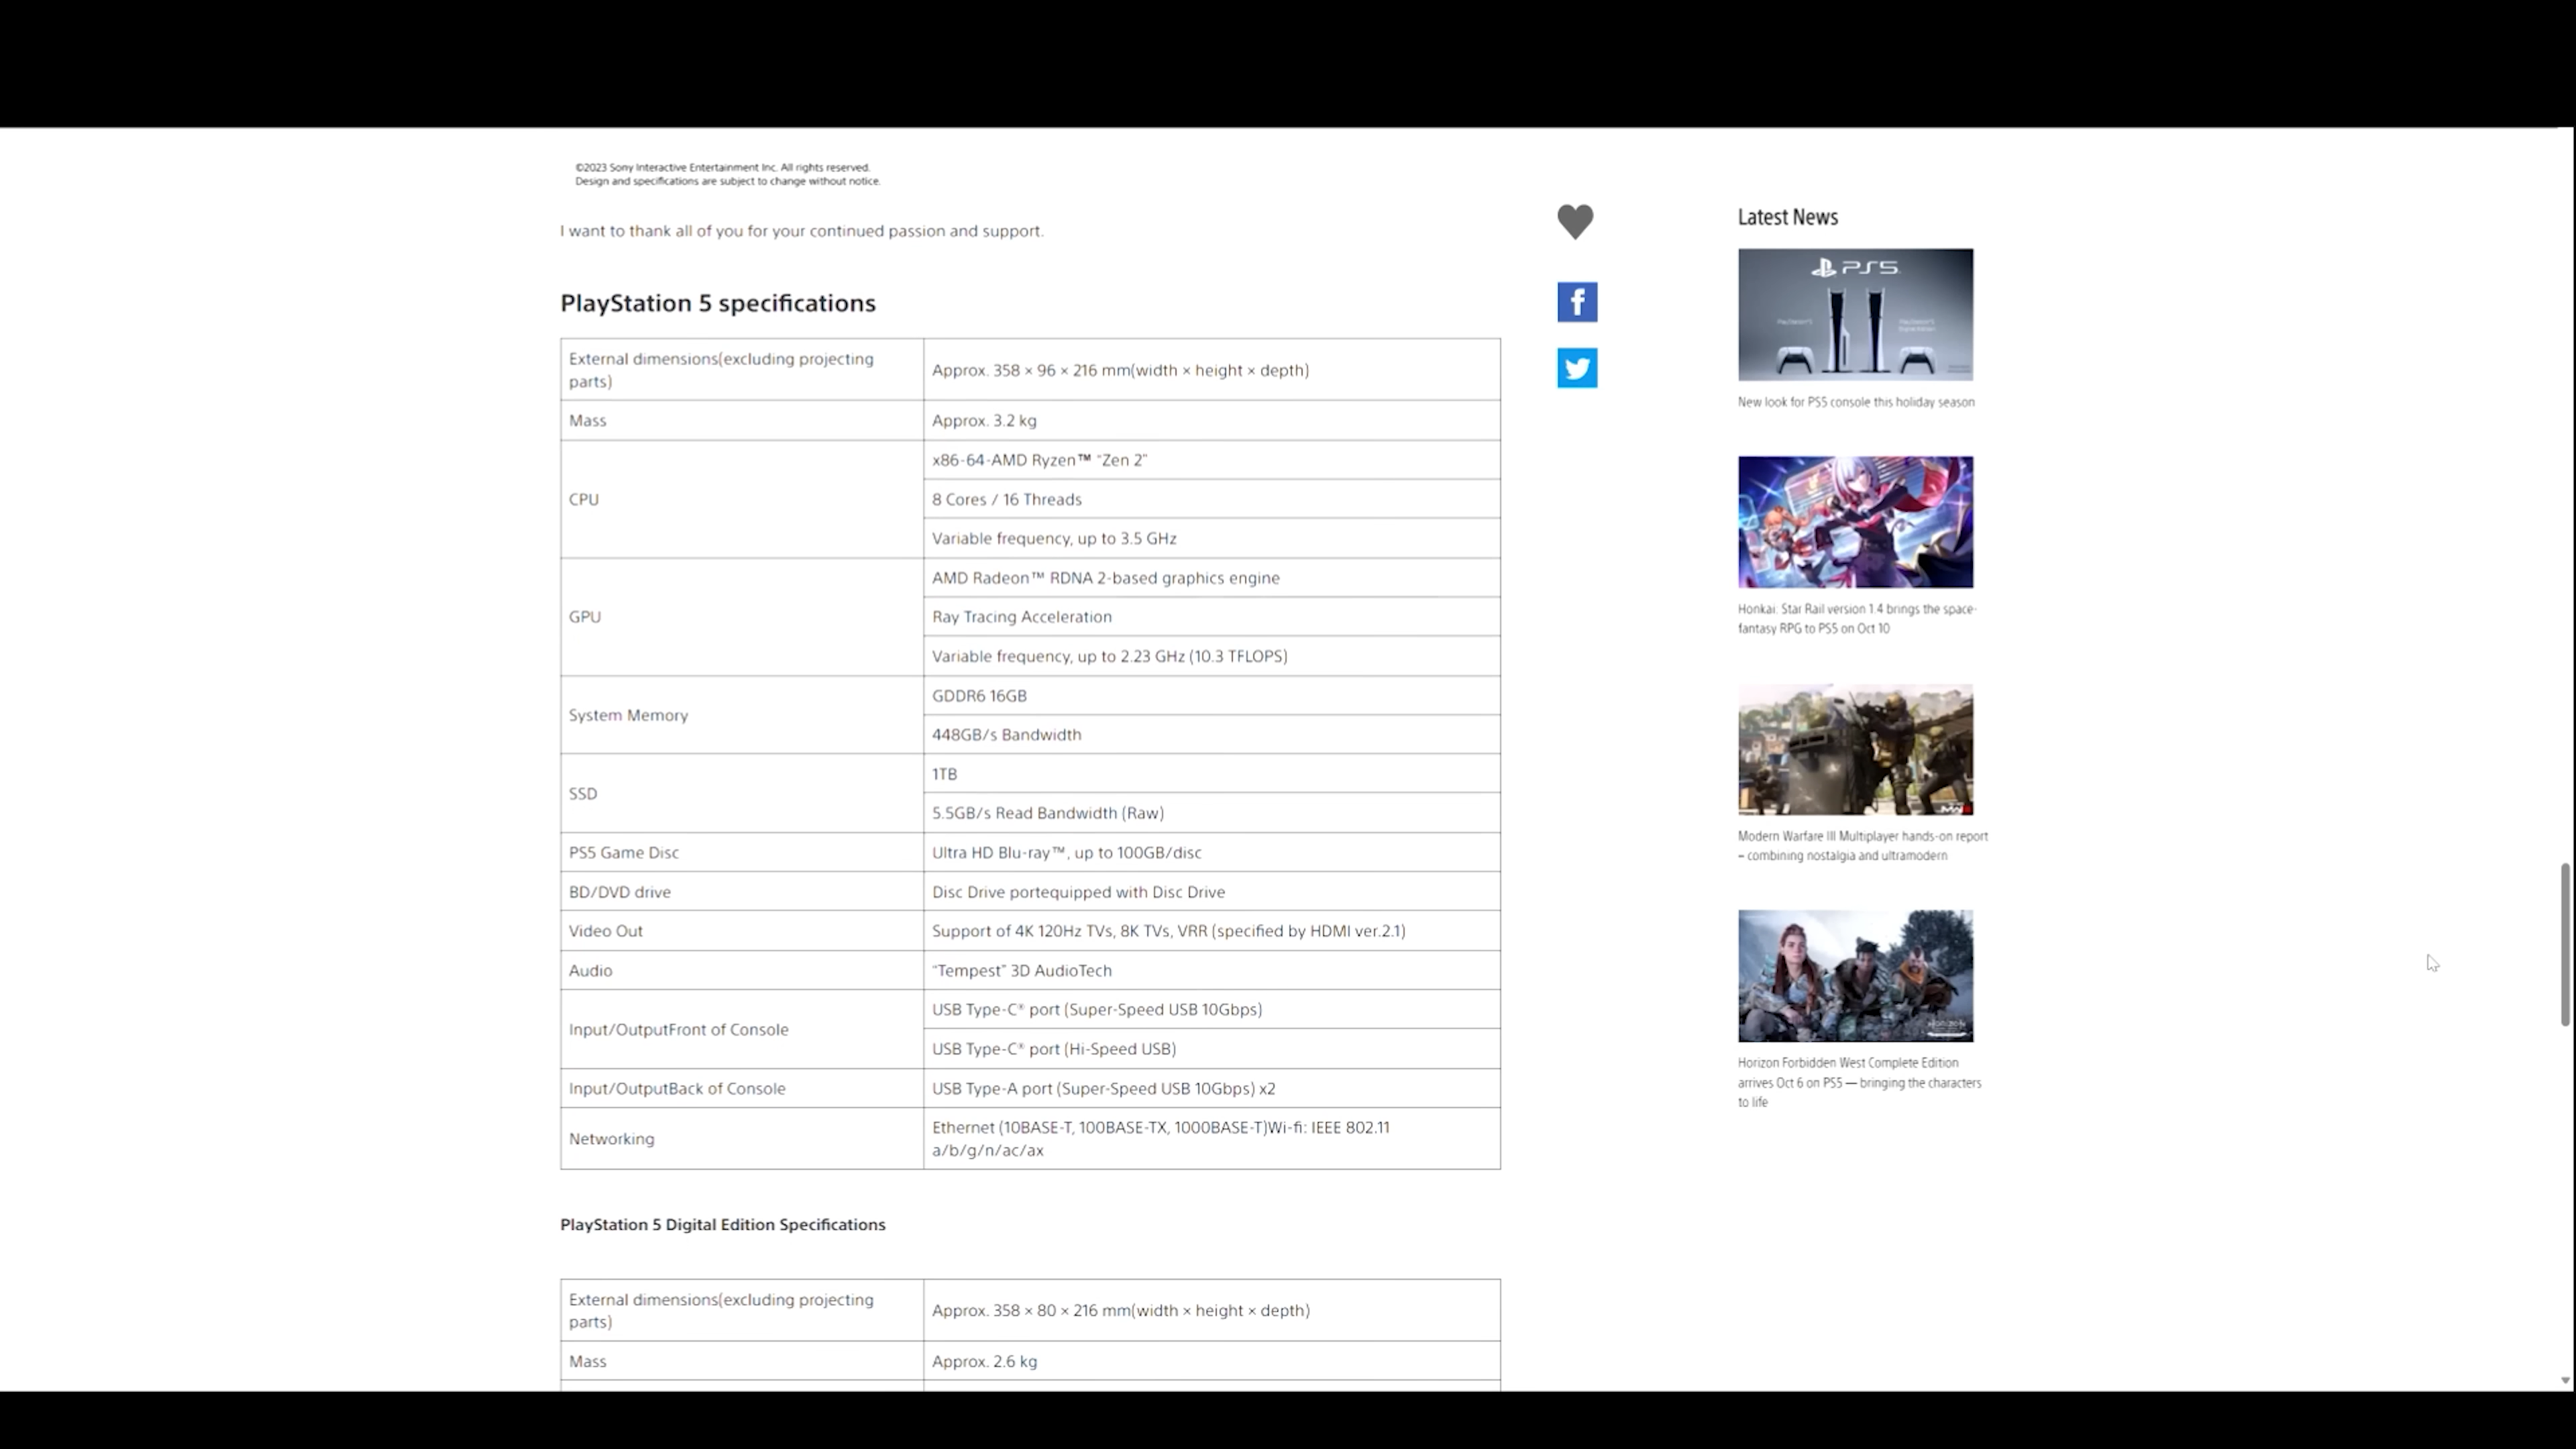 ©2023 Sony Interactive Entertainment Inc. All rights reserved.
Design and specifications are subject to change without notice.
I want to thank all of you for your continued passion and support.
PlayStation 5 specifications
External dimensions(excluding projecting
parts)
Approx. 358 × 96 × 216 mm(width × height × depth)
Mass
Approx. 3.2 kg
CPU
x86-64-AMD Ryzen™ “Zen 2”
8 Cores / 16 Threads
Variable frequency, up to 3.5 GHz
GPU
AMD Radeon™ RDNA 2-based graphics engine
Ray Tracing Acceleration
Variable frequency, up to 2.23 GHz (10.3 TFLOPS)
System Memory
GDDR6 16GB
448GB/s Bandwidth
SSD
1TB
5.5GB/s Read Bandwidth (Raw)
PS5 Game Disc
Ultra HD Blu-ray™, up to 100GB/disc
BD/DVD drive
Disc Drive portequipped with Disc Drive
Video Out
Support of 4K 120Hz TVs, 8K TVs, VRR (specified by HDMI ver.2.1)
Audio
“Tempest” 3D AudioTech
Input/OutputFront of Console
USB Type-C® port (Super-Speed USB 10Gbps)
USB Type-C® port (Hi-Speed USB)
Input/OutputBack of Console
USB Type-A port (Super-Speed USB 10Gbps) x2
Networking
Ethernet (10BASE-T, 100BASE-TX, 1000BASE-T)Wi-fi: IEEE 802.11
a/b/g/n/ac/ax
PlayStation 5 Digital Edition Specifications
External dimensions(excluding projecting
parts)
Approx. 358 × 80 × 216 mm(width × height × depth)
Mass
Approx. 2.6 kg
Latest News
PS5
New look for PS5 console this holiday season
Honkai: Star Rail version 1.4 brings the space-
fantasy RPG to PS5 on Oct 10
Modern Warfare III Multiplayer hands-on report
– combining nostalgia and ultramodern
Horizon Forbidden West Complete Edition
arrives Oct 6 on PS5 — bringing the characters
to life